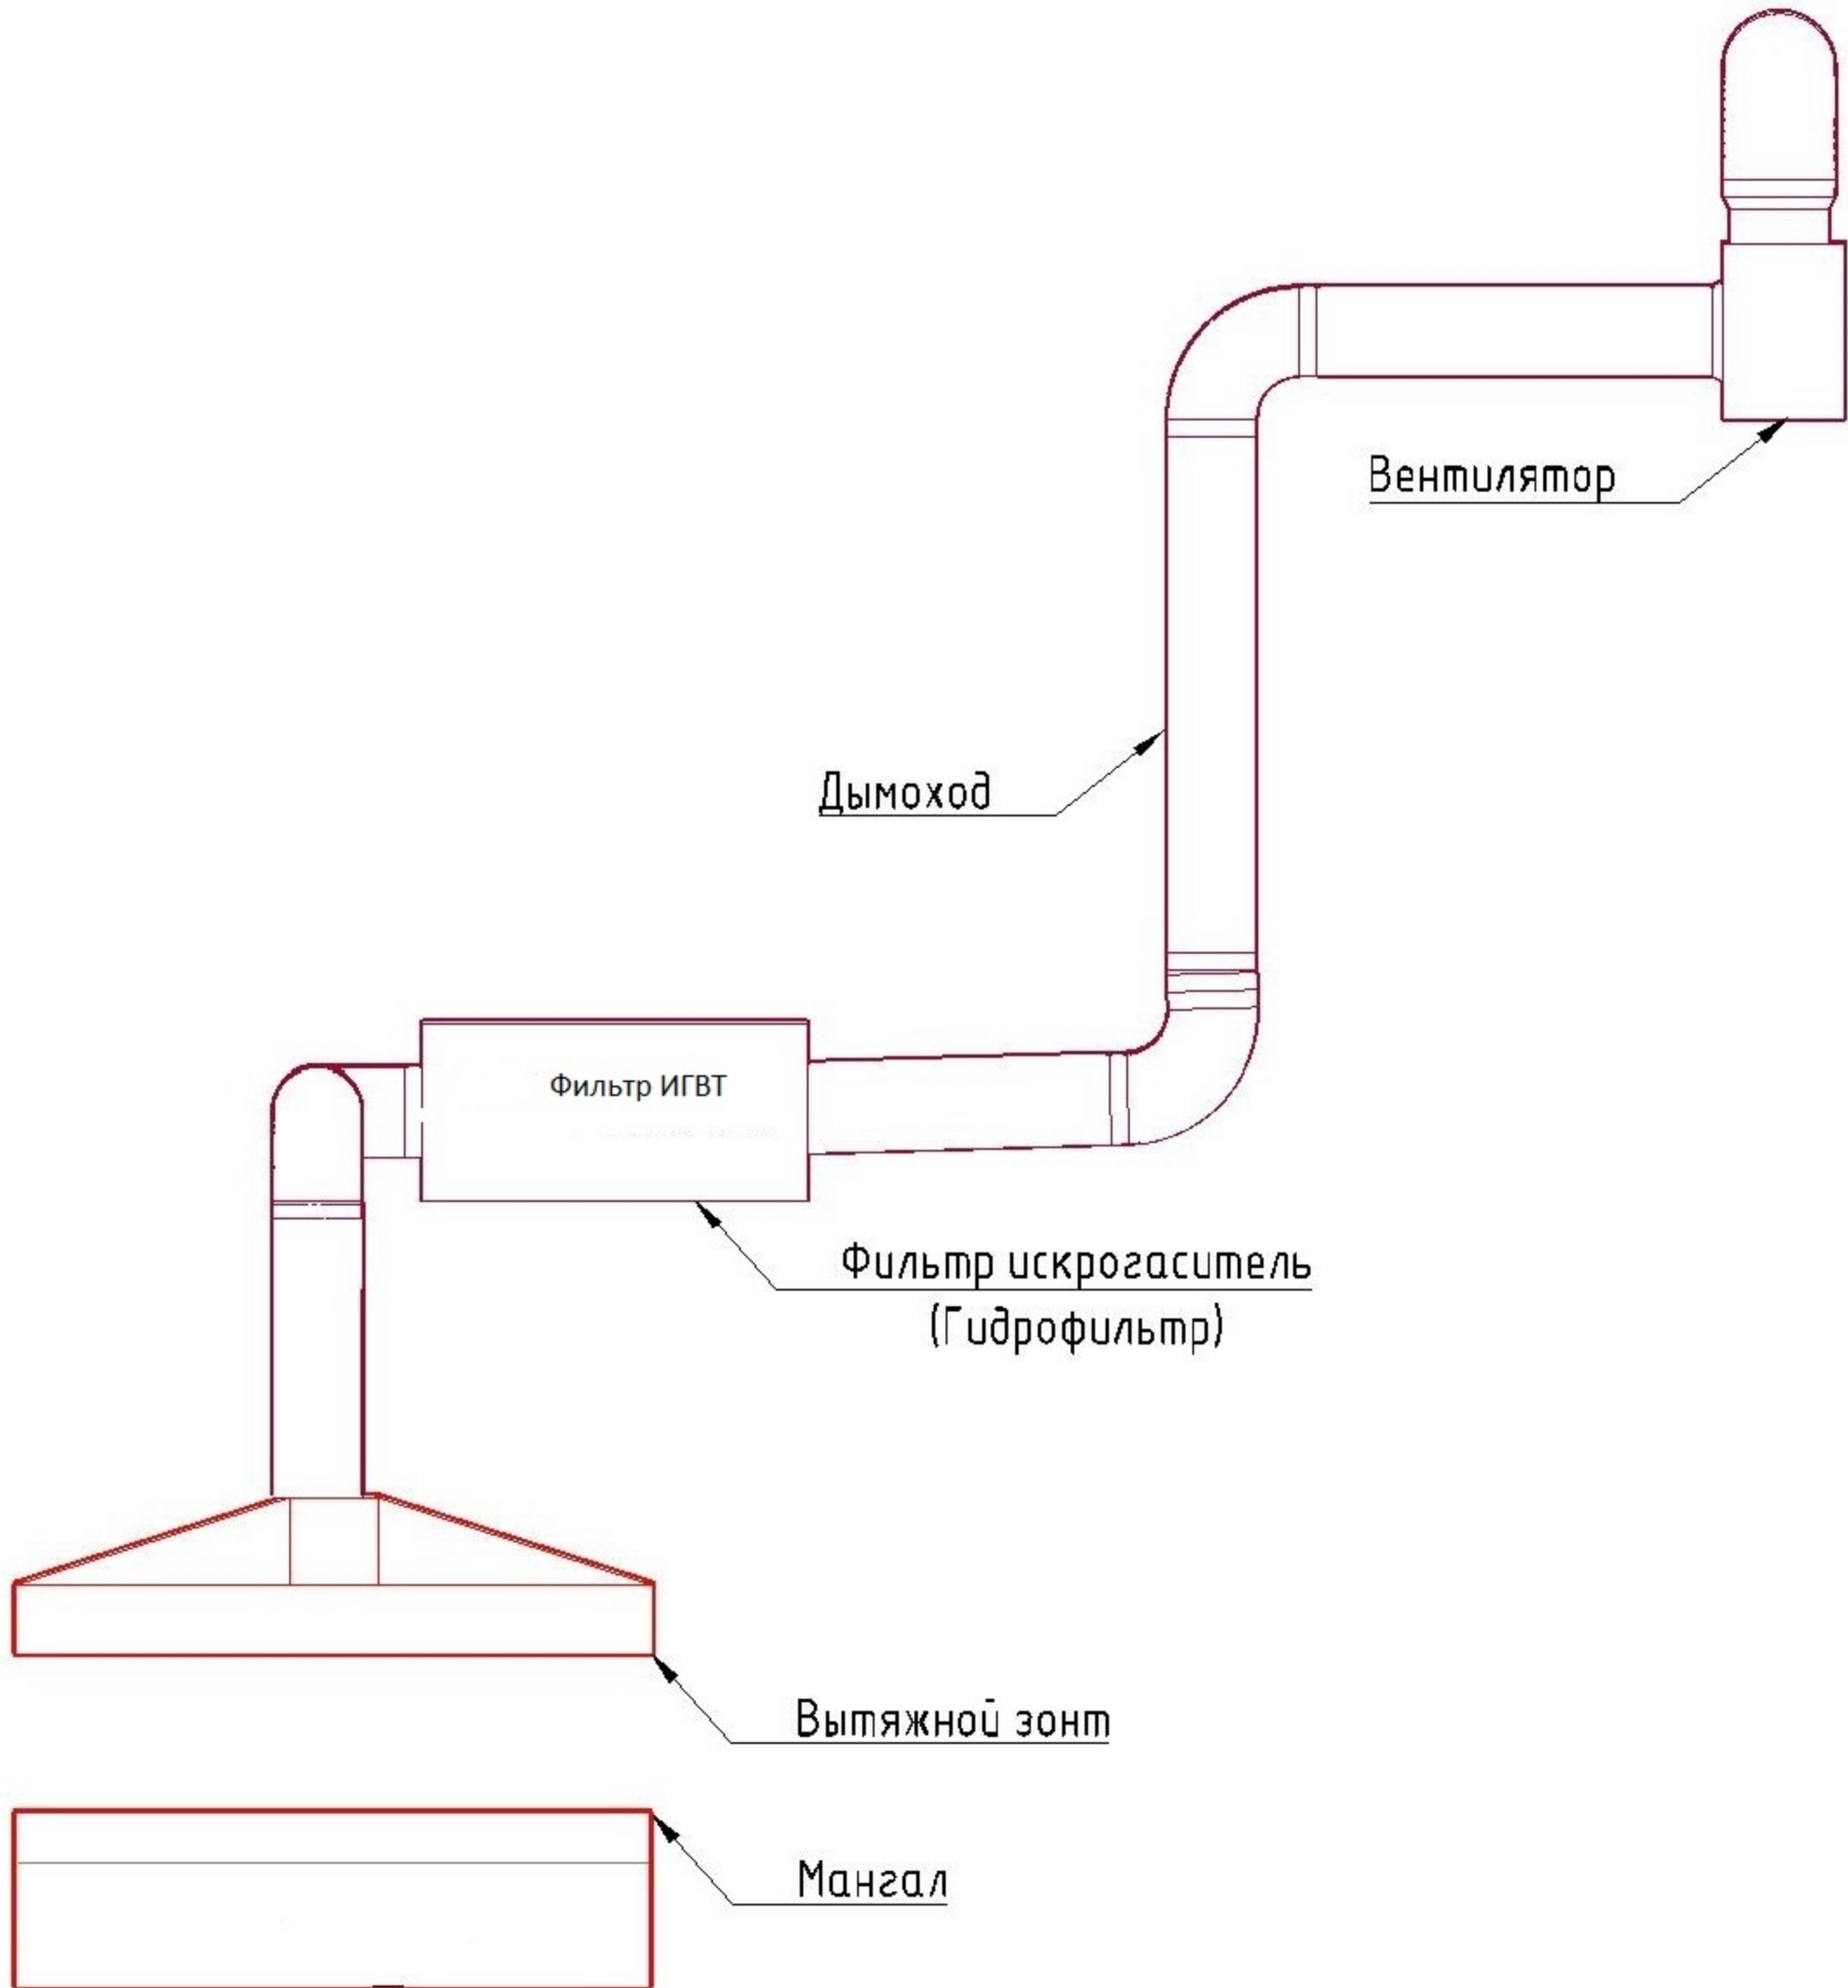 Вентилятор
Дымоход
Фильтр ИГВТ
Фильтр искрогаситель
(Гидрофильтр)
Вытяжной зонт
Мангал